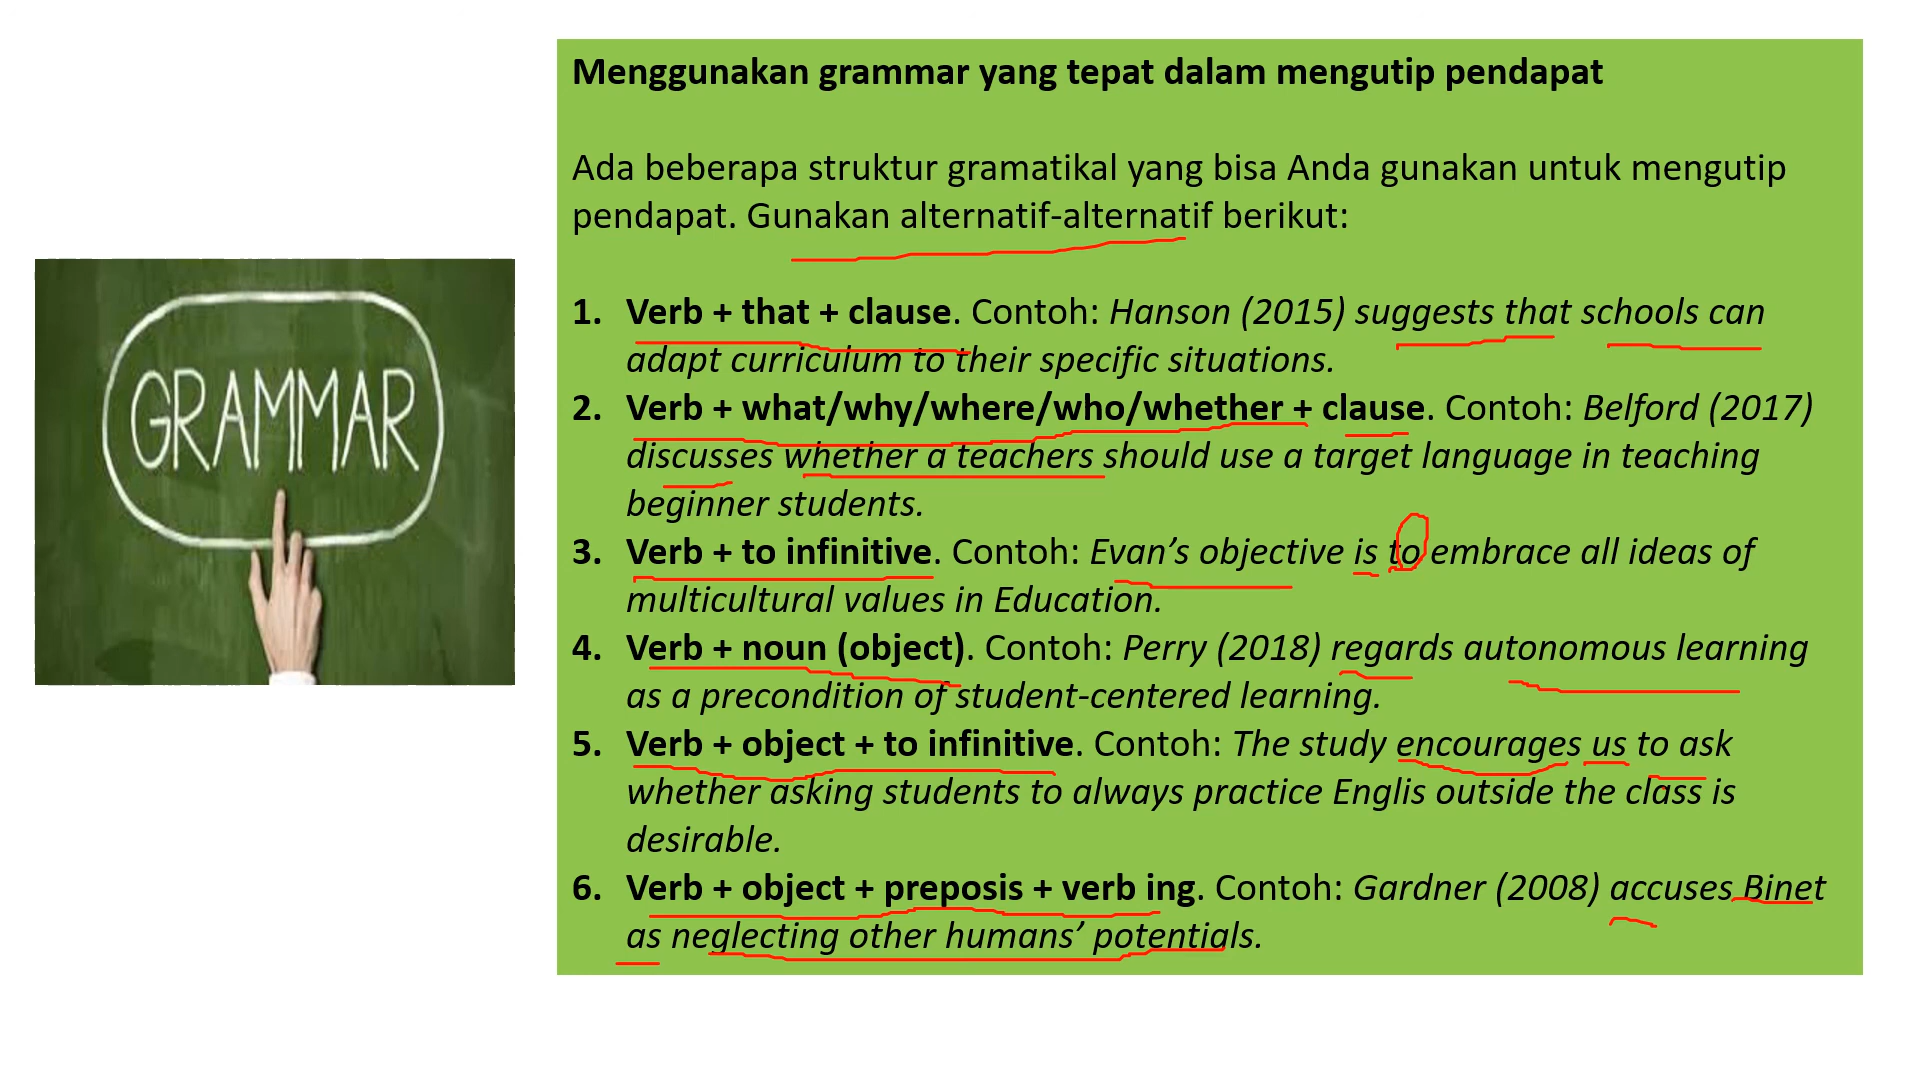 GRAMMAR
Menggunakan grammar yang tepat dalam mengutip pendapat
Ada beberapa struktur gramatikal yang bisa Anda gunakan untuk mengutip
pendapat. Gunakan alternatif-alternatif berikut:
1. Verb + that + clause. Contoh: Hanson (2015) suggests that schools can
adapt curriculum to their specific situations.
2. Verb + what/why/where/who/whether + clause. Contoh: Belford (2017)
discusses whether a teachers should use a target language in teaching
beginner students.
3. Verb + to infinitive. Contoh: Evan’s objective is to embrace all ideas of
multicultural values in Education.
4. Verb + noun (object). Contoh: Perry (2018) regards autonomous learning
as a precondition of student-centered learning.
5. Verb + object + to infinitive. Contoh: The study encourages us to ask
whether asking students to always practice Englis outside the class is
desirable.
6. Verb + object + preposis + verb ing. Contoh: Gardner (2008) accuses Binet
as neglecting other humans’ potentials.